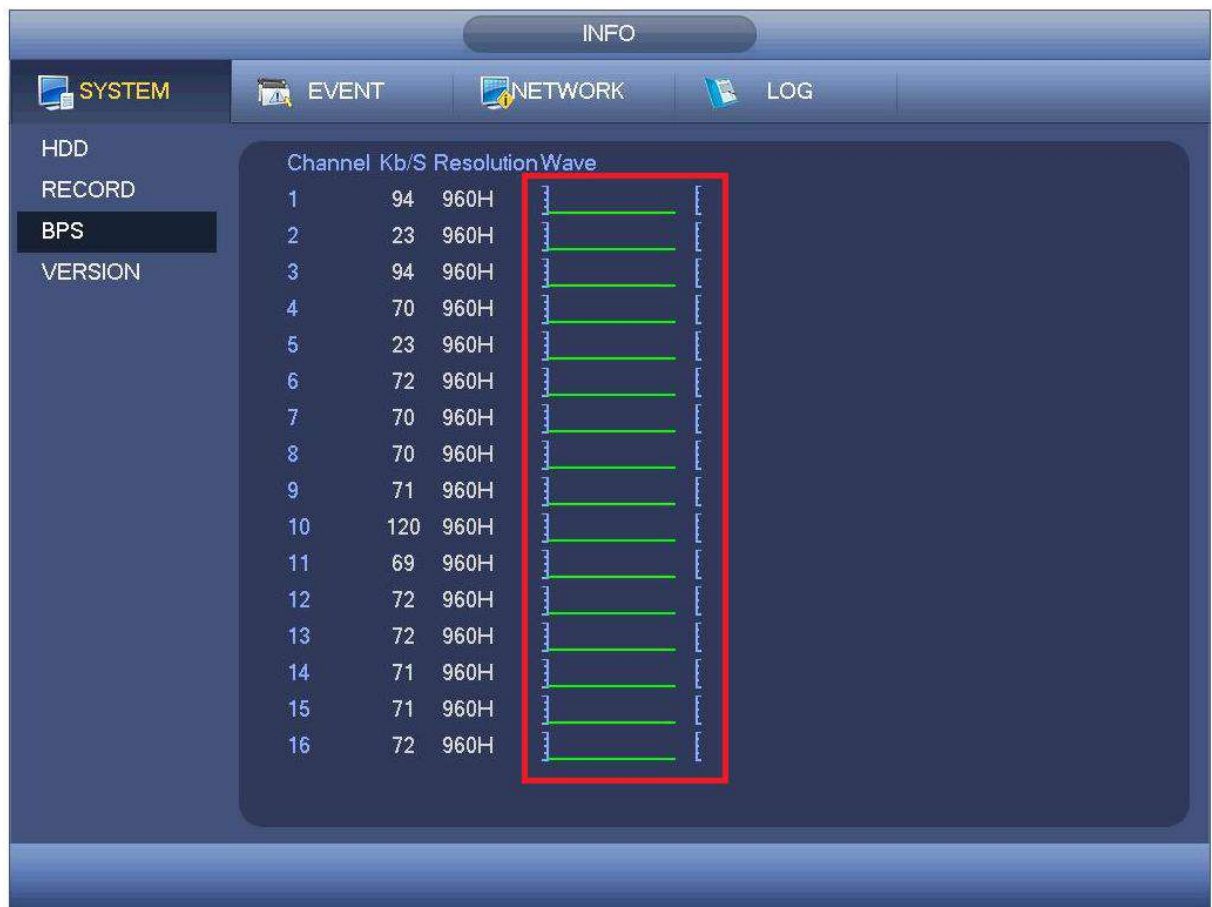 INFO
SYSTEM EVENT NETWORK LOG
HDD
RECORD
BPS
VERSION
Channel Kb/S Resolution Wave
1 94 960H
2 23 960H
3 94 960H
4 70 960H
5 23 960H
6 72 960H
7 70 960H
8 70 960H
9 71 960H
10 120 960H
11 69 960H
12 72 960H
13 72 960H
14 71 960H
15 71 960H
16 72 960H